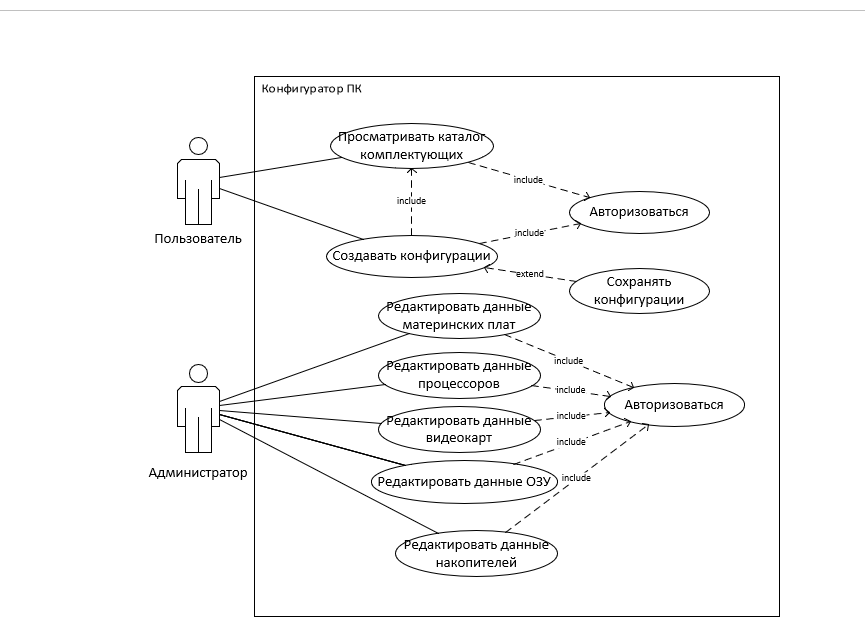 Конфигуратор ПК
Просматривать каталог
комплектующих
include
include
Авторизоваться
Пользователь
include
Создавать конфигурации
extend
Сохранять
конфигурации
Редактировать данные
материнских плат
include
Редактировать данные
процессоров
include
Авторизоваться
include
Редактировать данные
видеокарт
include
Администратор
Редактировать данные ОЗУ
include
Редактировать данные
накопителей